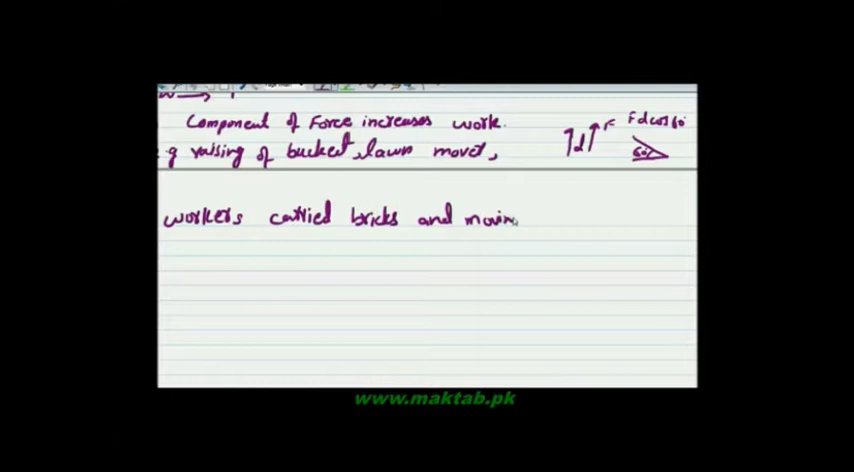 Component of Force increases work.
F d cos 60
F
d
60°
g raising of bucket, lawn mover,
workers carried bricks and movin
www.maktab.pk